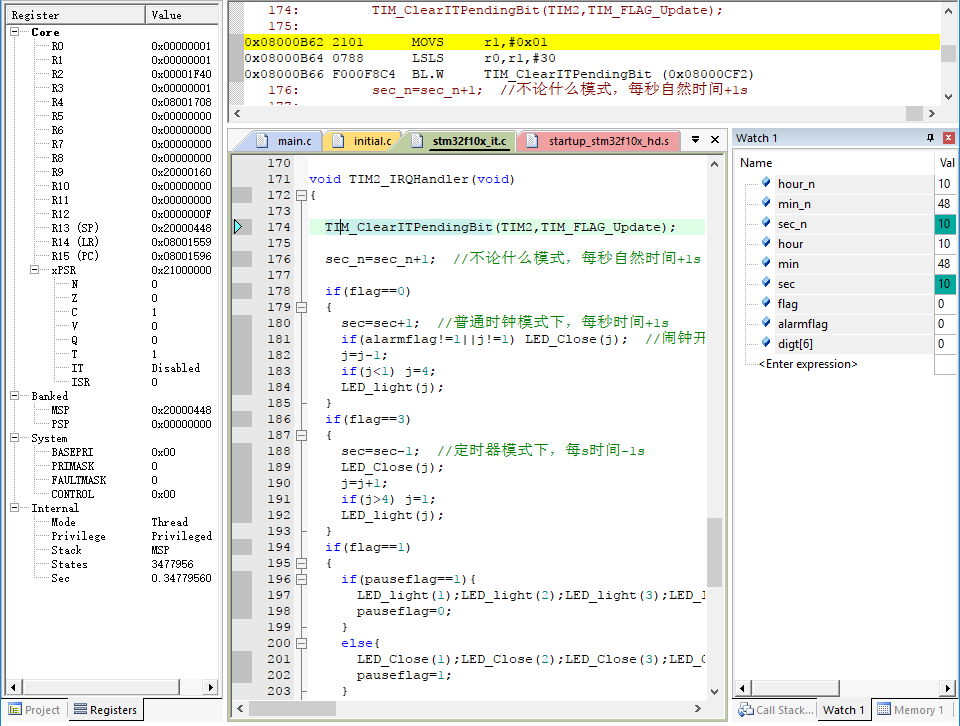 Register Value
Core
R0 0x00000001
R1 0x00000001
R2 0x00001F40
R3 0x00000001
R4 0x08001708
R5 0x00000000
R6 0x00000000
R7 0x00000000
R8 0x00000000
R9 0x20000160
R10 0x00000000
R11 0x00000000
R12 0x0000000F
R13 (SP) 0x20000448
R14 (LR) 0x08001559
R15 (PC) 0x08001596
xPSR 0x21000000
N 0
Z 0
C 1
V 0
Q 0
T 1
IT Disabled
ISR 0
Banked
MSP 0x20000448
PSP 0x00000000
System
BASEPRI 0x00
PRIMASK 0
FAULTMASK 0
CONTROL 0x00
Internal
Mode Thread
Privilege Privileged
Stack MSP
States 3477956
Sec 0.34779560
Project Registers
174: TIM_ClearITPendingBit(TIM2,TIM_FLAG_Update);
175:
0x08000B62 2101 MOVS r1,#0x01
0x08000B64 0788 LSLS r0,r1,#30
0x08000B66 F000F8C4 BL.W TIM_ClearITPendingBit (0x08000CF2)
176: sec_n=sec_n+1; //不论什么模式，每秒自然时间+1s
main.c initial.c stm32f10x_it.c startup_stm32f10x_hd.s
170
171 void TIM2_IRQHandler(void)
172 {
173
174 TIM_ClearITPendingBit(TIM2,TIM_FLAG_Update);
175
176 sec_n=sec_n+1; //不论什么模式，每秒自然时间+1s
177
178 if(flag==0)
179 {
180 sec=sec+1; //普通时钟模式下，每秒时间+1s
181 if(alarmflag!=1||j!=1) LED_Close(j); //闹钟开
182 j=j-1;
183 if(j<1) j=4;
184 LED_light(j);
185 }
186 if(flag==3)
187 {
188 sec=sec-1; //定时器模式下，每s时间-1s
189 LED_Close(j);
190 j=j+1;
191 if(j>4) j=1;
192 LED_light(j);
193 }
194 if(flag==1)
195 {
196 if(pauseflag==1){
197 LED_light(1);LED_light(2);LED_light(3);LED_l
198 pauseflag=0;
199 }
200 else{
201 LED_Close(1);LED_Close(2);LED_Close(3);LED_C
202 pauseflag=1;
203 }
Watch 1
Name Val
hour_n 10
min_n 48
sec_n 10
hour 10
min 48
sec 10
flag 0
alarmflag 0
digt[6] 0
<Enter expression>
Call Stack... Watch 1 Memory 1